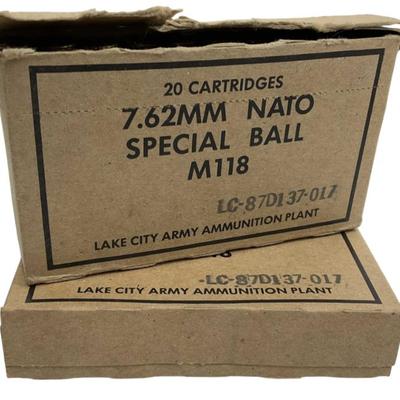 20 CARTRIDGES
7.62MM NATO
SPECIAL BALL
M118
LC-87D137-017
LAKE CITY ARMY AMMUNITION PLANT
LC-87D137-017
LAKE CITY ARMY AMMUNITION PLANT